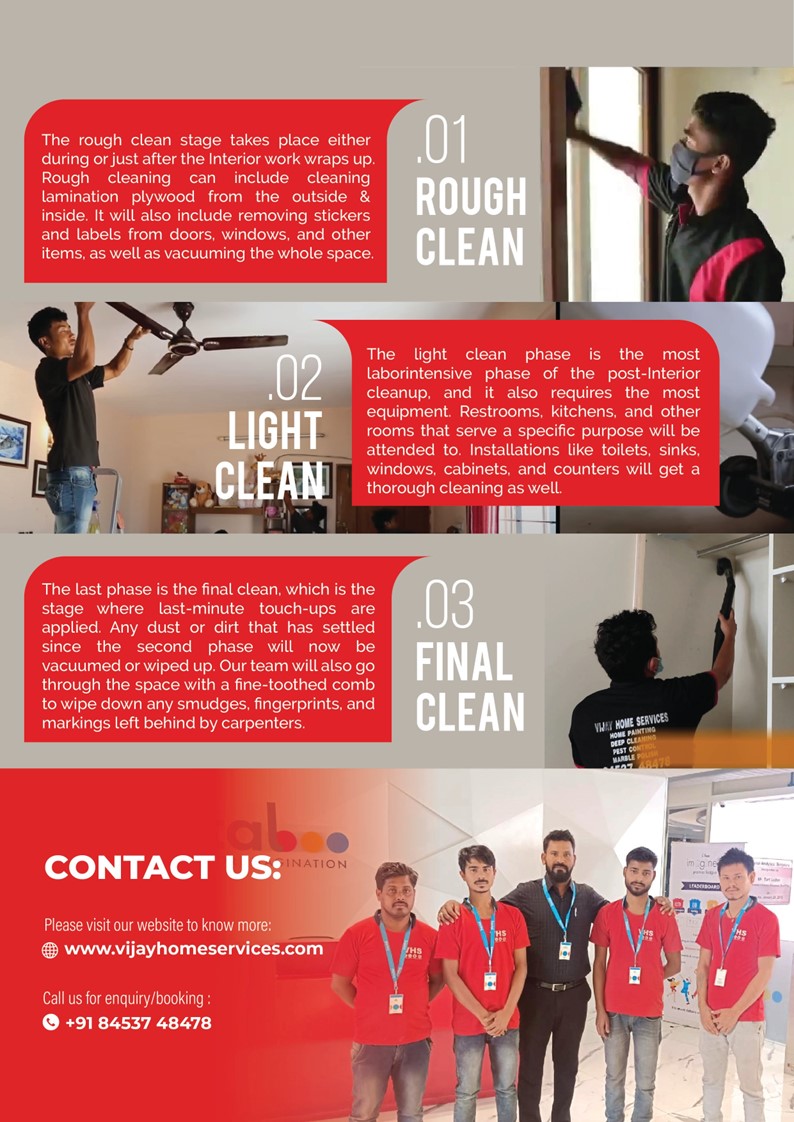 The rough clean stage takes place either
during or just after the Interior work wraps up.
Rough cleaning can include cleaning
lamination plywood from the outside &
inside. It will also include removing stickers
and labels from doors, windows, and other
items, as well as vacuuming the whole space.
.01
ROUGH
CLEAN
.02
LIGHT
CLEAN
The light clean phase is the most
laborintensive phase of the post-Interior
cleanup, and it also requires the most
equipment. Restrooms, kitchens, and other
rooms that serve a specific purpose will be
attended to. Installations like toilets, sinks,
windows, cabinets, and counters will get a
thorough cleaning as well.
The last phase is the final clean, which is the
stage where last-minute touch-ups are
applied. Any dust or dirt that has settled
since the second phase will now be
vacuumed or wiped up. Our team will also go
through the space with a fine-toothed comb
to wipe down any smudges, fingerprints, and
markings left behind by carpenters.
.03
FINAL
CLEAN
VIJAY HOME SERVICES
HOME PAINTING
DEEP CLEANING
PEST CONTROL
MARBLE POLISH
84537 48478
CONTACT US:
Please visit our website to know more:
www.vijayhomeservices.com
Call us for enquiry/booking :
+91 84537 48478
VHS
VHS
LEADERBOARD